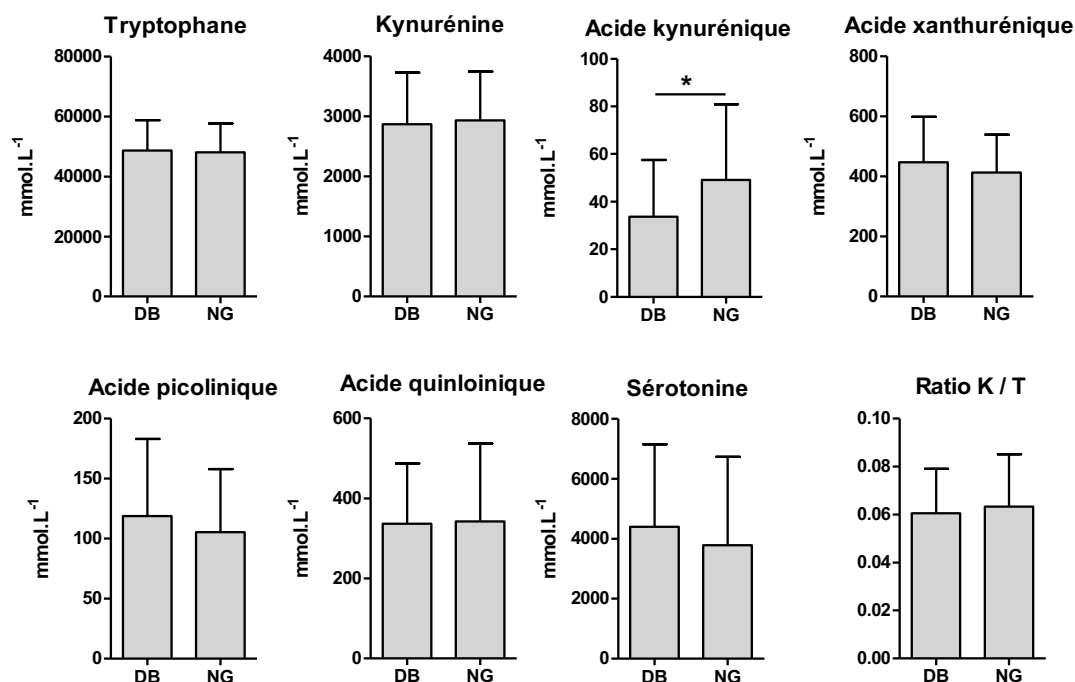 Tryptophane
80000
60000
40000
20000
0
mmol.L-1
DB NG
Kynurénine
4000
3000
2000
1000
0
mmol.L-1
DB NG
Acide kynurénique
100
80
60
40
20
0
mmol.L-1
*
DB NG
Acide xanthurénique
800
600
400
200
0
mmol.L-1
DB NG
Acide picolinique
200
150
100
50
0
mmol.L-1
DB NG
Acide quinloinique
600
400
200
0
mmol.L-1
DB NG
Sérotonine
8000
6000
4000
2000
0
mmol.L-1
DB NG
Ratio K / T
0.10
0.08
0.06
0.04
0.02
0.00
DB NG